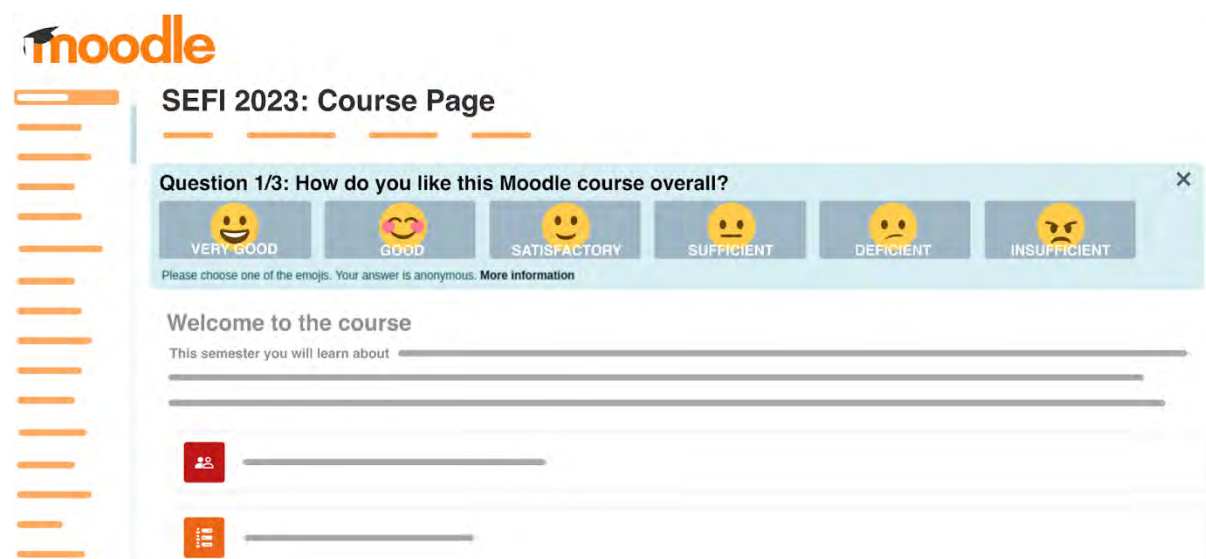 moodle
SEFI 2023: Course Page
Question 1/3: How do you like this Moodle course overall?
VERY GOOD GOOD SATISFACTORY SUFFICIENT DEFICIENT INSUFFICIENT
Please choose one of the emojis. Your answer is anonymous. More information
Welcome to the course
This semester you will learn about